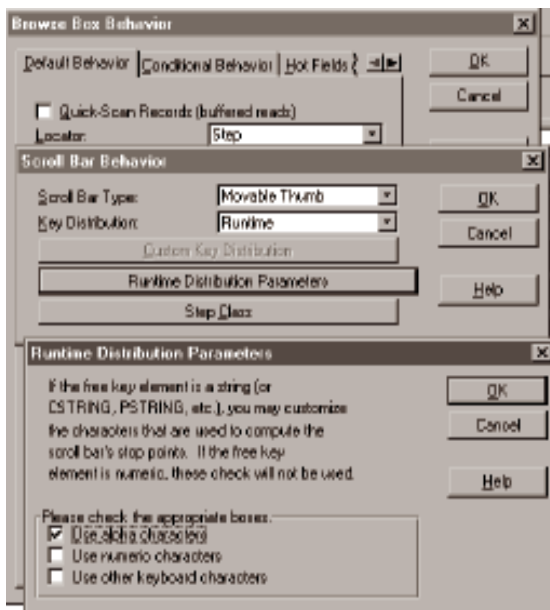 Browse Box Behavior
Default Behavior
Conditional Behavior
Hot Fields
OK
Cancel
Quick-Scan Records (buffered reads)
Locator:
Step
Scroll Bar Behavior
Scroll Bar Type:
Movable Thumb
Key Distribution:
Runtime
Custom Key Distribution
Runtime Distribution Parameters
Step Class
OK
Cancel
Help
Runtime Distribution Parameters
If the free key element is a string (or
CSTRING, PSTRING, etc.), you may customize
the characters that are used to compute the
scroll bar's stop points. If the free key
element is numeric, these check will not be used.
OK
Cancel
Help
Please check the appropriate boxes.
Use alpha characters
Use numeric characters
Use other keyboard characters